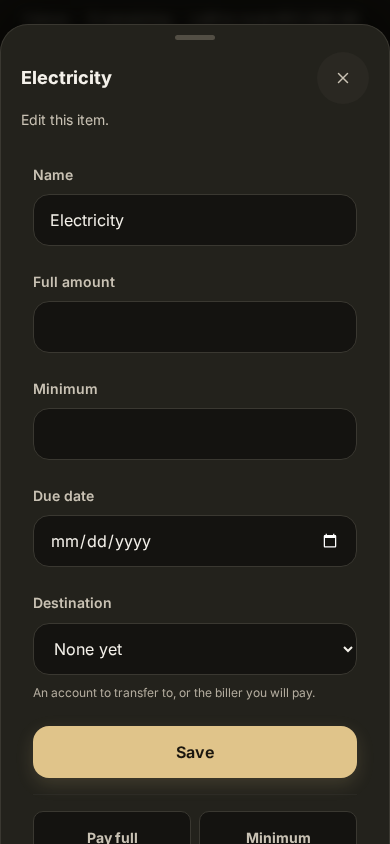 Electricity
Edit this item.
Name
Electricity
Full amount
Minimum
Due date
mm/dd/yyyy
Destination
None yet
An account to transfer to, or the biller you will pay.
Save
Pay full
Minimum